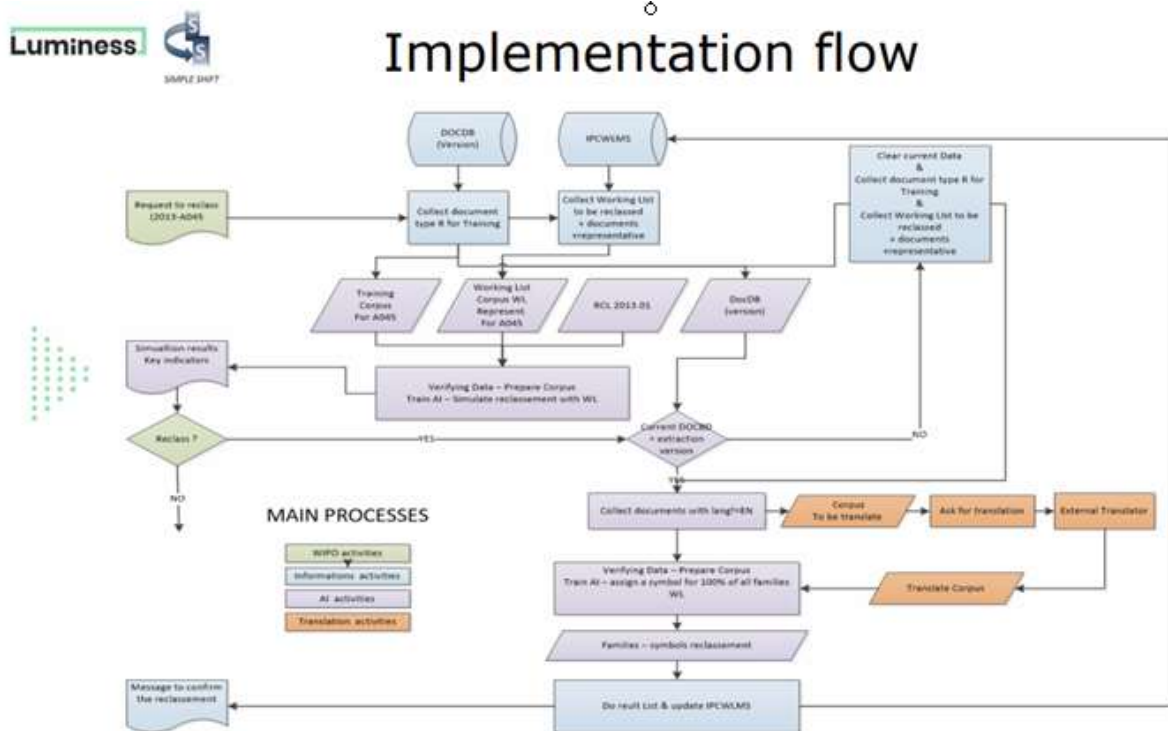 Luminess
SIMPLE SHIFT
Implementation flow
DOCDB
(Version)
IPCWLMS
Clear current Data
&
Collect document type R for
Training
&
Collect Working List to be
reclassed
+ documents
+representative
Request to reclass
(2013-A045
Collect document
type R for Training
Collect Working List
to be reclassed
+ documents
+representative
Training
Corpus
For A045
Working List
Corpus WL
Represent
For A045
RCL 2013.01
DocDB
(version)
Simualtion results
Key indicators
Verifying Data – Prepare Corpus
Train AI – Simulate reclassement with WL
Reclass ?
YES
Current DOCBD
= extraction
version
NO
NO
YES
MAIN PROCESSES
WIPO activities
Informations activities
AI activities
Translation activities
Collect documents with lang!=EN
Corpus
To be translate
Ask for translation
External Translator
Verifying Data – Prepare Corpus
Train AI – assign a symbol for 100% of all families
WL
Translate Corpus
Families – symbols reclassement
Message to confirm
the reclassement
Do reult List & update IPCWLMS